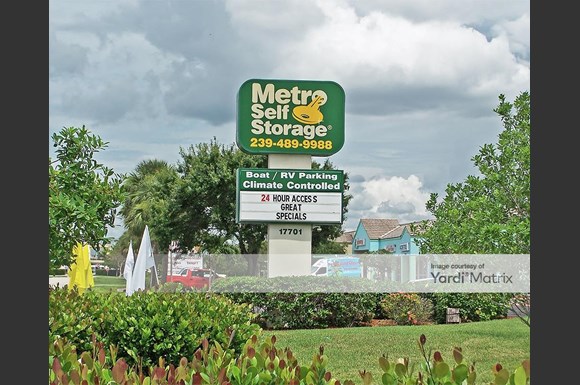 Metro
Self
Storage®
239-489-9988
Boat / RV Parking
Climate Controlled
24 HOUR ACCESS
GREAT
SPECIALS
17701
Image courtesy of
Yardi® Matrix